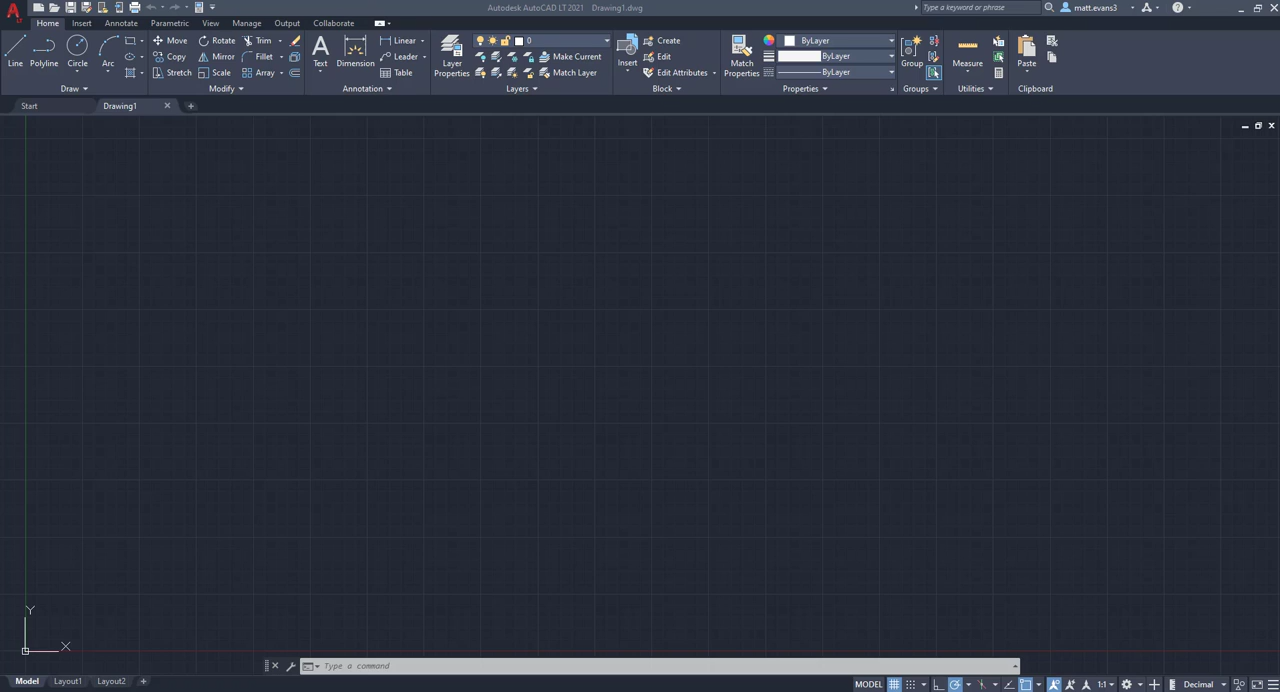 LT
Autodesk AutoCAD LT 2021 Drawing1.dwg
Type a keyword or phrase
matt.evans3
Home Insert Annotate Parametric View Manage Output Collaborate
Line Polyline Circle Arc
Move Rotate Trim
Copy Mirror Fillet
Stretch Scale Array
Text Dimension
Linear
Leader
Table
Layer Properties
0
Make Current
Match Layer
Insert
Create
Edit
Edit Attributes
Match Properties
ByLayer
ByLayer
ByLayer
Group
Measure
Paste
Draw Modify Annotation Layers Block Properties Groups Utilities Clipboard
Start Drawing1
Y
X
Type a command
Model Layout1 Layout2
MODEL 1:1 Decimal